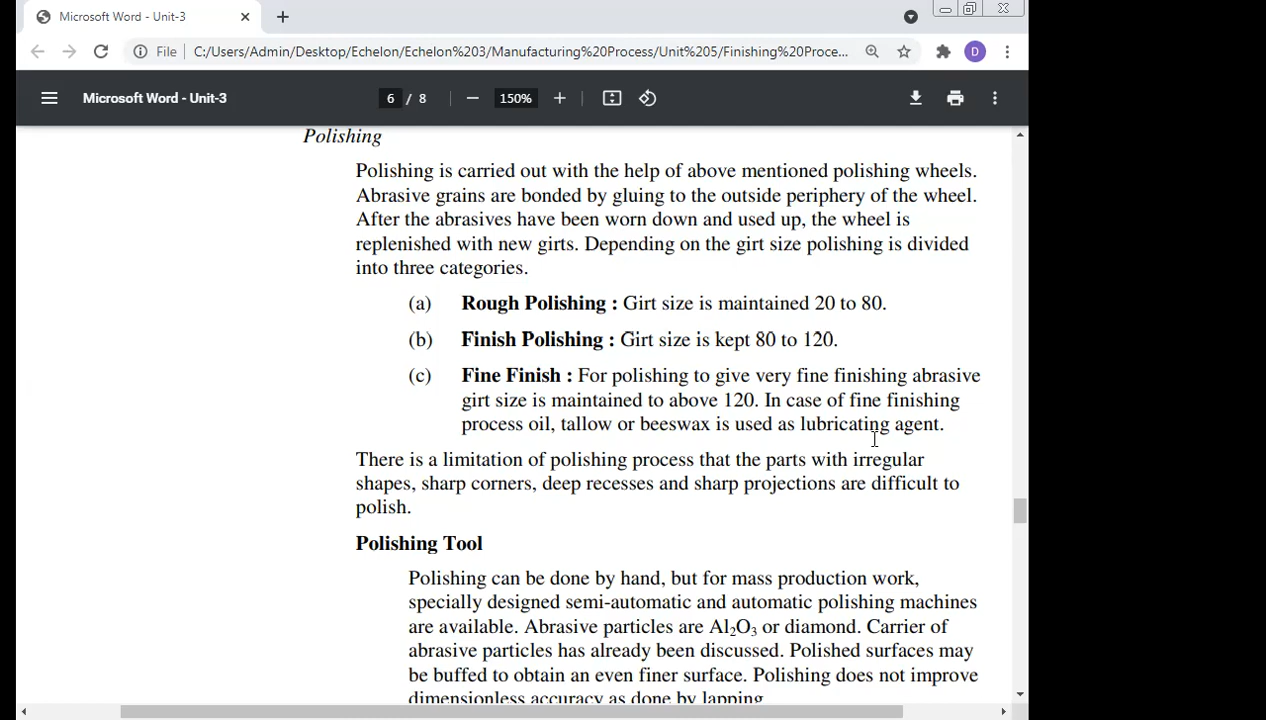 Microsoft Word - Unit-3
File C:/Users/Admin/Desktop/Echelon/Echelon%203/Manufacturing%20Process/Unit%205/Finishing%20Proce...
D
Microsoft Word - Unit-3 6 / 8 150%
Polishing
Polishing is carried out with the help of above mentioned polishing wheels.
Abrasive grains are bonded by gluing to the outside periphery of the wheel.
After the abrasives have been worn down and used up, the wheel is
replenished with new girts. Depending on the girt size polishing is divided
into three categories.
(a) Rough Polishing : Girt size is maintained 20 to 80.
(b) Finish Polishing : Girt size is kept 80 to 120.
(c) Fine Finish : For polishing to give very fine finishing abrasive
girt size is maintained to above 120. In case of fine finishing
process oil, tallow or beeswax is used as lubricating agent.
There is a limitation of polishing process that the parts with irregular
shapes, sharp corners, deep recesses and sharp projections are difficult to
polish.
Polishing Tool
Polishing can be done by hand, but for mass production work,
specially designed semi-automatic and automatic polishing machines
are available. Abrasive particles are Al₂O₃ or diamond. Carrier of
abrasive particles has already been discussed. Polished surfaces may
be buffed to obtain an even finer surface. Polishing does not improve
dimensionless accuracy as done by lapping